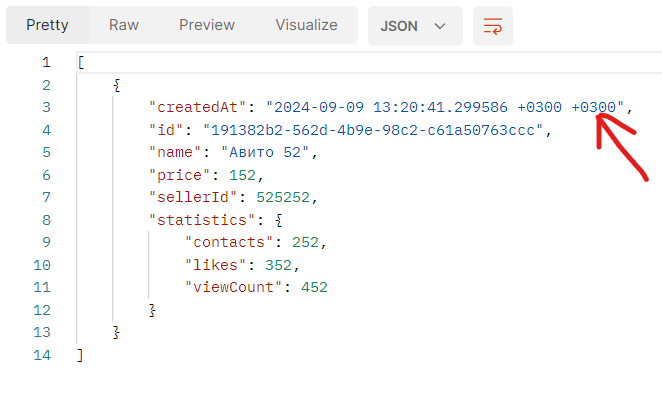 Pretty Raw Preview Visualize JSON
1 [
2 {
3 "createdAt": "2024-09-09 13:20:41.299586 +0300 +0300",
4 "id": "191382b2-562d-4b9e-98c2-c61a50763ccc",
5 "name": "Авито 52",
6 "price": 152,
7 "sellerId": 525252,
8 "statistics": {
9 "contacts": 252,
10 "likes": 352,
11 "viewCount": 452
12 }
13 }
14 ]